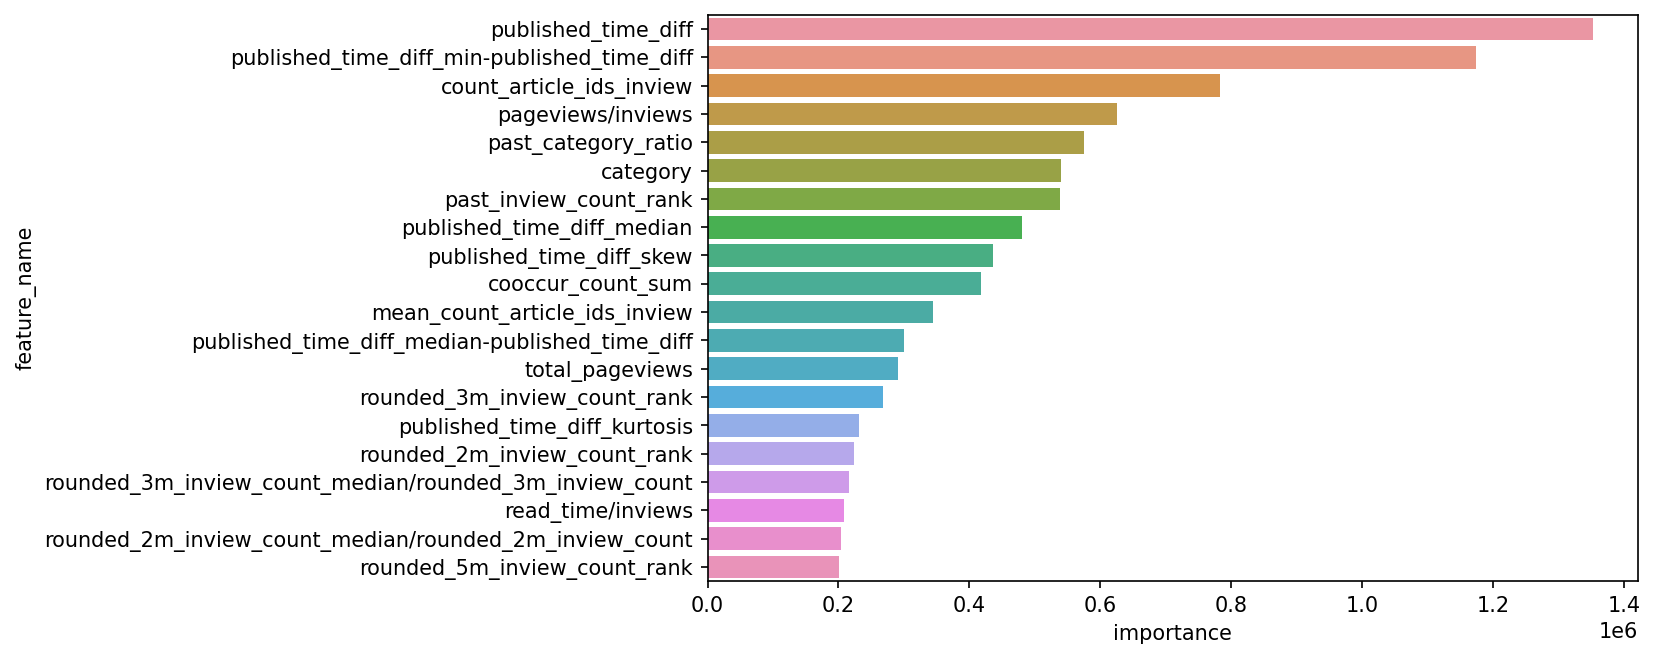 published_time_diff
published_time_diff_min-published_time_diff
count_article_ids_inview
pageviews/inviews
past_category_ratio
category
past_inview_count_rank
published_time_diff_median
published_time_diff_skew
cooccur_count_sum
mean_count_article_ids_inview
published_time_diff_median-published_time_diff
total_pageviews
rounded_3m_inview_count_rank
published_time_diff_kurtosis
rounded_2m_inview_count_rank
rounded_3m_inview_count_median/rounded_3m_inview_count
read_time/inviews
rounded_2m_inview_count_median/rounded_2m_inview_count
rounded_5m_inview_count_rank
feature_name
0.0 0.2 0.4 0.6 0.8 1.0 1.2 1.4
importance
1e6